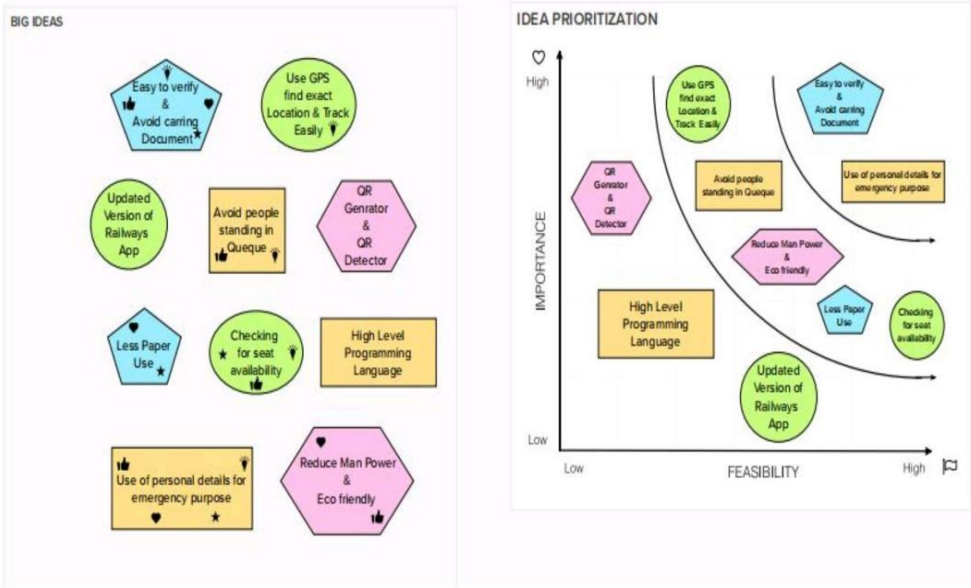 BIG IDEAS
Easy to verify
&
Avoid carring
Document
Use GPS
find exact
Location & Track
Easily
Updated
Version of
Railways
App
Avoid people
standing in
Queque
QR
Genrator
&
QR
Detector
Less Paper
Use
Checking
for seat
availability
High Level
Programming
Language
Use of personal details for
emergency purpose
Reduce Man Power
&
Eco friendly
IDEA PRIORITIZATION
High
IMPORTANCE
Low
Use GPS
find exact
Location &
Track Easily
Easy to verify
&
Avoid carring
Document
QR
Genrator
&
QR
Detector
Avoid people
standing in Queque
Use of personal details for
emergency purpose
Reduce Man Power
&
Eco friendly
High Level
Programming
Language
Less Paper
Use
Checking
for seat
availability
Updated
Version of
Railways
App
Low
FEASIBILITY
High